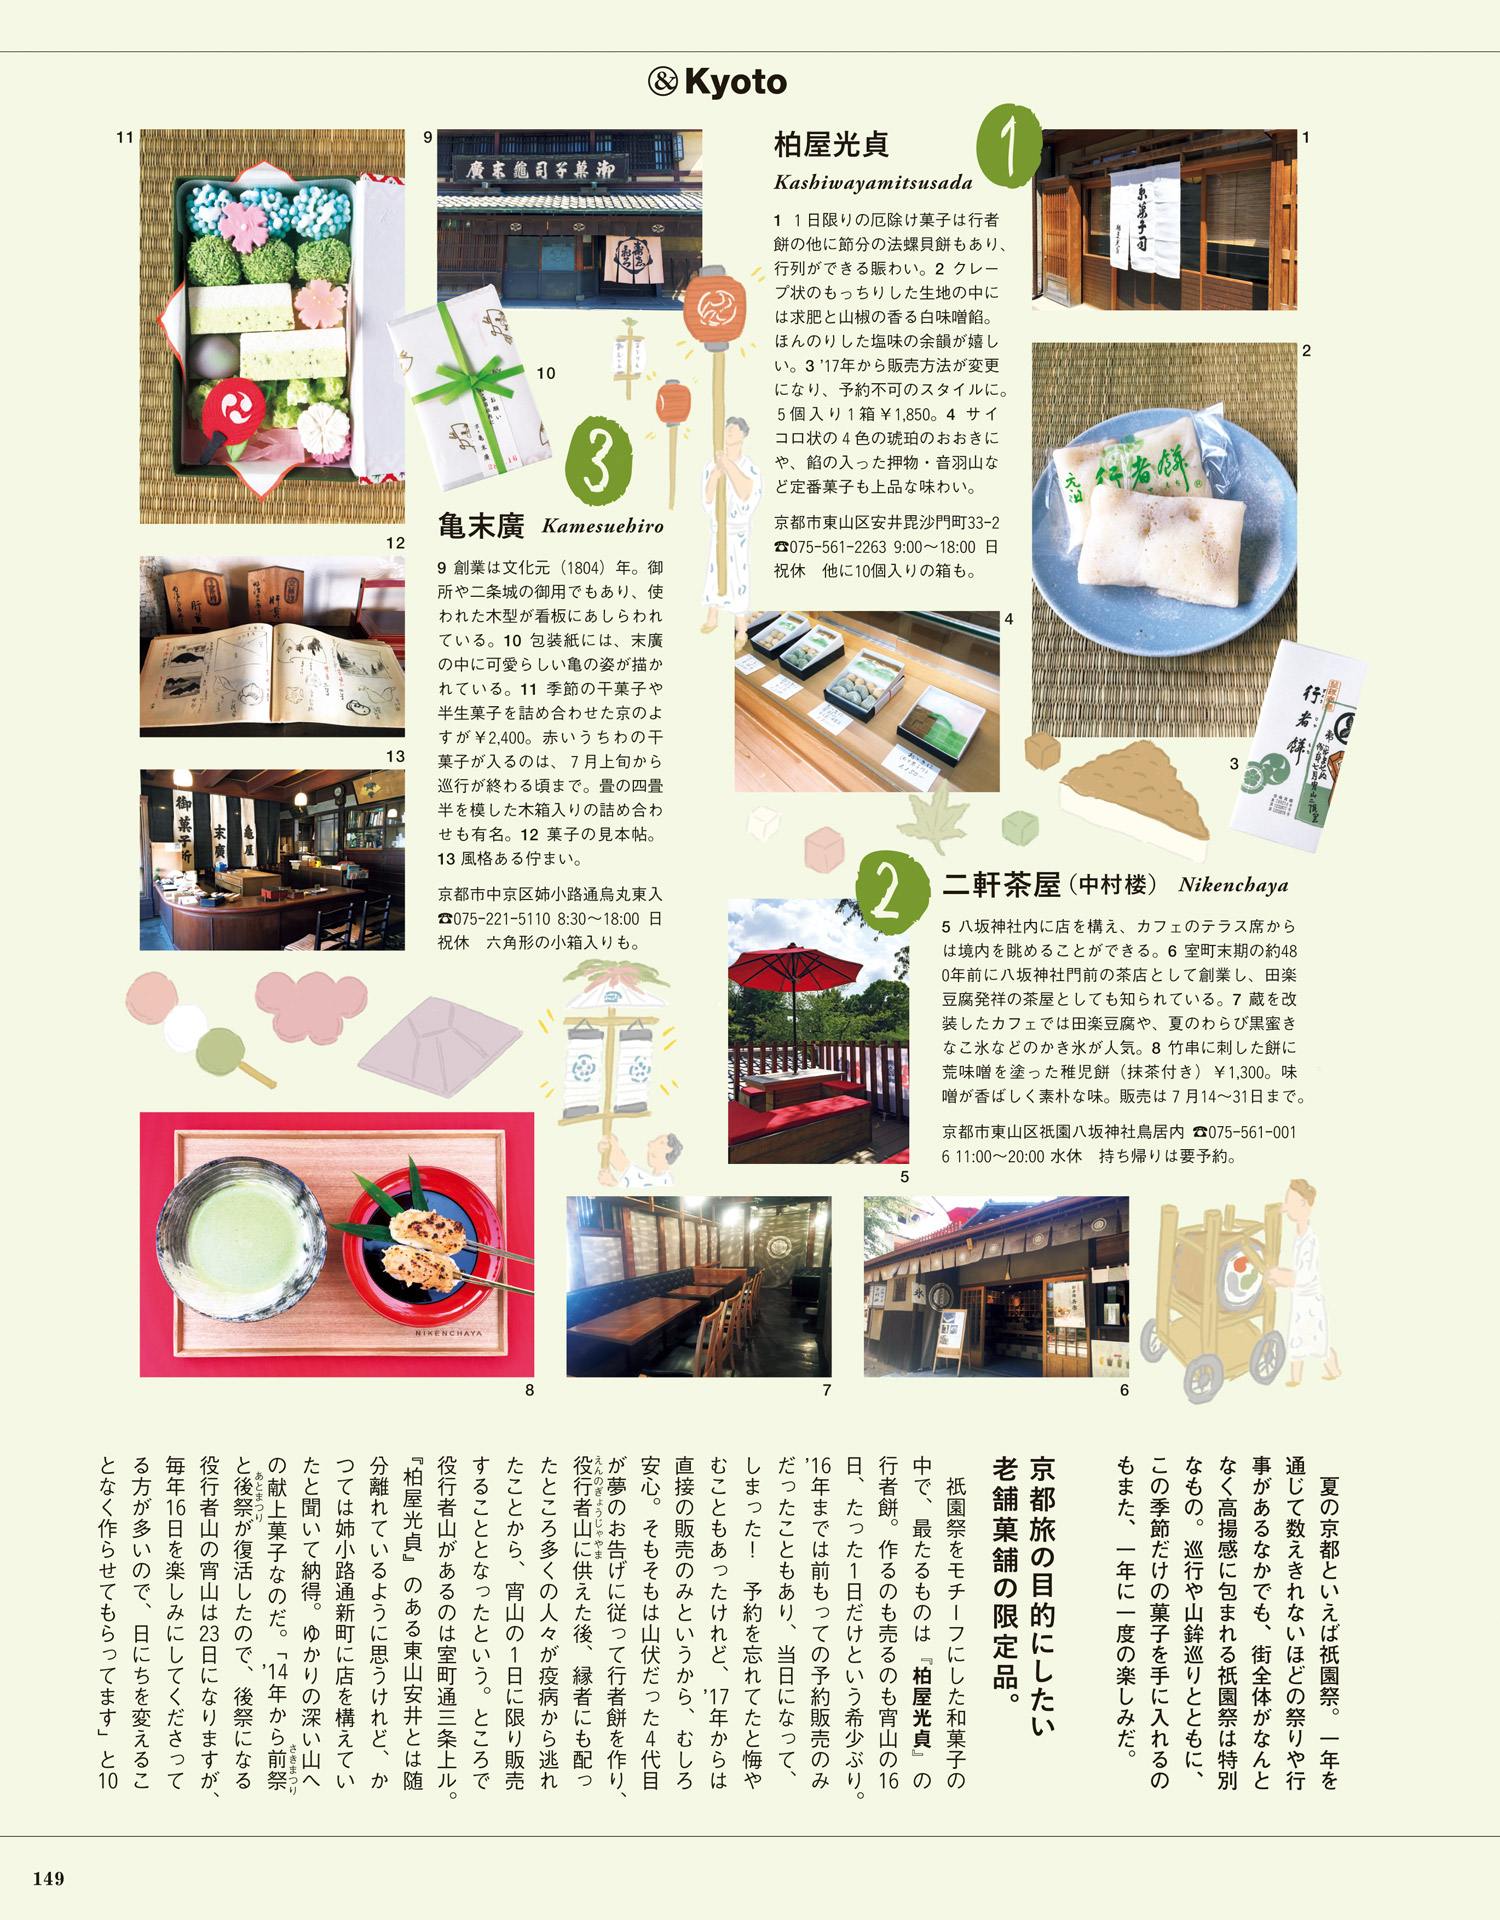 &Kyoto
1
柏屋光貞
Kashiwayamitsusada
1 1日限りの厄除け菓子は行者
餅の他に節分の法螺貝餅もあり、
行列ができる賑わい。2 クレー
プ状のもっちりした生地の中に
は求肥と山椒の香る白味噌餡。
ほんのりした塩味の余韻が嬉し
い。3 ’17年から販売方法が変更
になり、予約不可のスタイルに。
5個入り1箱￥1,850。4 サイ
コロ状の4色の琥珀のおおきに
や、餡の入った押物・音羽山な
ど定番菓子も上品な味わい。
京都市東山区安井毘沙門町33-2
☎075-561-2263 9:00〜18:00 日
祝休　他に10個入りの箱も。
1
京菓子司
2
元祖
行者餅
3
行者餅
4
2
二軒茶屋（中村楼） Nikenchaya
5 八坂神社内に店を構え、カフェのテラス席から
は境内を眺めることができる。6 室町末期の約48
0年前に八坂神社門前の茶店として創業し、田楽
豆腐発祥の茶屋としても知られている。7 蔵を改
装したカフェでは田楽豆腐や、夏のわらび黒蜜き
なこ氷などのかき氷が人気。8 竹串に刺した餅に
荒味噌を塗った稚児餅（抹茶付き）￥1,300。味
噌が香ばしく素朴な味。販売は7月14〜31日まで。
京都市東山区祇園八坂神社鳥居内 ☎075-561-001
6 11:00〜20:00 水休　持ち帰りは要予約。
5
6
氷
7
8
NIKENCHAYA
3
亀末廣 Kamesuehiro
9 創業は文化元（1804）年。御
所や二条城の御用でもあり、使
われた木型が看板にあしらわれ
ている。10 包装紙には、末廣
の中に可愛らしい亀の姿が描か
れている。11 季節の干菓子や
半生菓子を詰め合わせた京のよ
すが￥2,400。赤いうちわの干
菓子が入るのは、7月上旬から
巡行が終わる頃まで。畳の四畳
半を模した木箱入りの詰め合わ
せも有名。12 菓子の見本帖。
13 風格ある佇まい。
京都市中京区姉小路通烏丸東入
☎075-221-5110 8:30〜18:00 日
祝休　六角形の小箱入りも。
9
廣末亀司子菓御
10
11
12
13
御菓子所
末廣
亀屋
夏の京都といえば祇園祭。一年を
通じて数えきれないほどの祭りや行
事があるなかでも、街全体がなんと
なく高揚感に包まれる祇園祭は特別
なもの。巡行や山鉾巡りとともに、
この季節だけの菓子を手に入れるの
もまた、一年に一度の楽しみだ。
京都旅の目的にしたい
老舗菓舗の限定品。
祇園祭をモチーフにした和菓子の
中で、最たるものは『柏屋光貞』の
行者餅。作るのも売るのも宵山の16
日、たった1日だけという希少ぶり。
’16年までは前もっての予約販売のみ
だったこともあり、当日になって、
しまった！　予約を忘れてたと悔や
むこともあったけれど、’17年からは
直接の販売のみというから、むしろ
安心。そもそもは山伏だった4代目
が夢のお告げに従って行者餅を作り、
役行者山に供えた後、縁者にも配っ
えんのぎょうじゃやま
たところ多くの人々が疫病から逃れ
たことから、宵山の1日に限り販売
することとなったという。ところで
役行者山があるのは室町通三条上ル。
『柏屋光貞』のある東山安井とは随
分離れているように思うけれど、か
つては姉小路通新町に店を構えてい
たと聞いて納得。ゆかりの深い山へ
の献上菓子なのだ。「’14年から前祭
さきまつり
と後祭が復活したので、後祭になる
あとまつり
役行者山の宵山は23日になりますが、
毎年16日を楽しみにしてくださって
る方が多いので、日にちを変えるこ
となく作らせてもらってます」と10
149